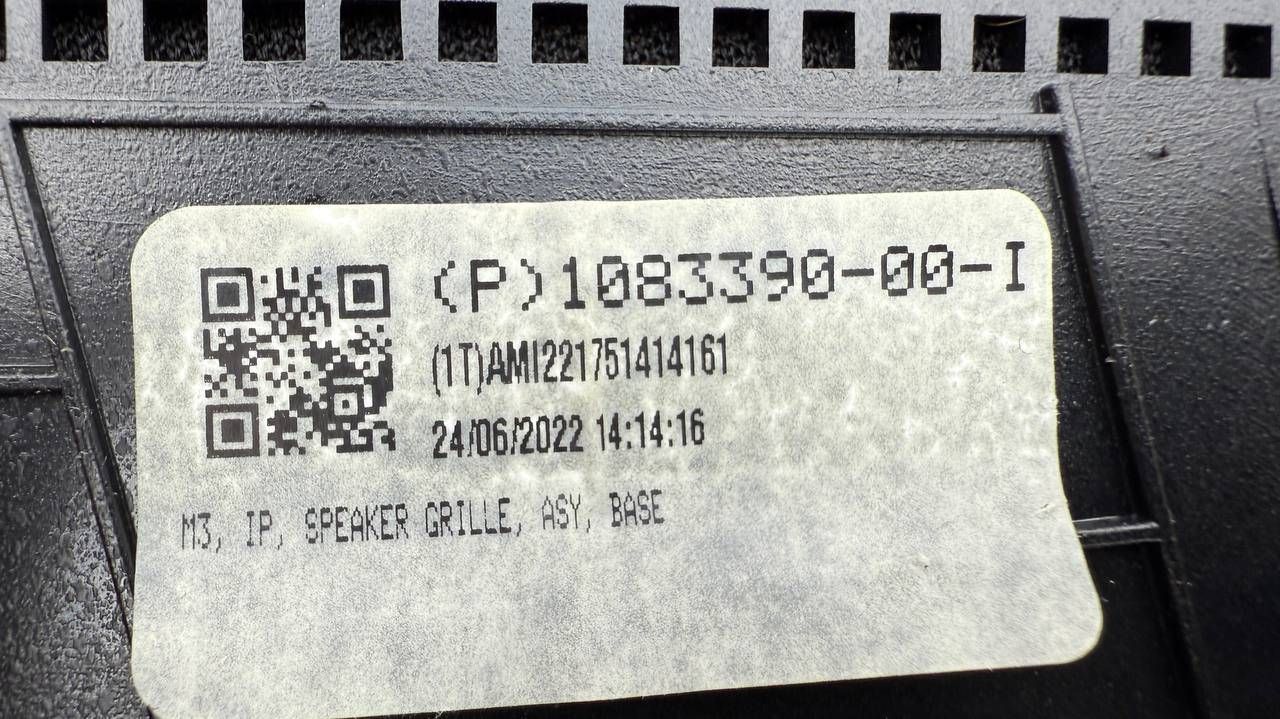 (P)1083390-00-I
(1T)AMI221751414161
24/06/2022 14:14:16
M3, IP, SPEAKER GRILLE, ASY, BASE